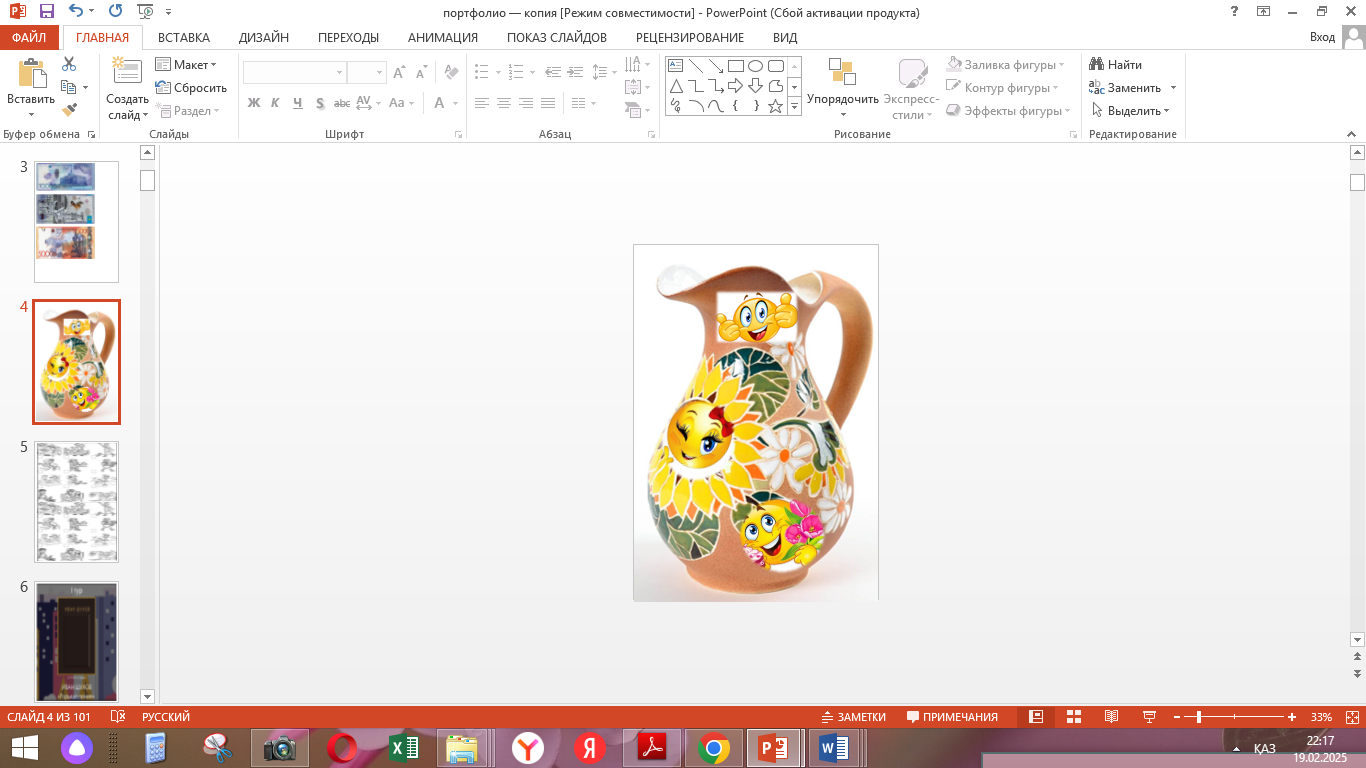 портфолио — копия [Режим совместимости] - PowerPoint (Сбой активации продукта)
ФАЙЛ ГЛАВНАЯ ВСТАВКА ДИЗАЙН ПЕРЕХОДЫ АНИМАЦИЯ ПОКАЗ СЛАЙДОВ РЕЦЕНЗИРОВАНИЕ ВИД Вход
Вставить
Буфер обмена
Создать слайд
Макет
Сбросить
Раздел
Слайды
Ж К Ч S abc AV Aa A
Шрифт
Абзац
Упорядочить
Экспресс-стили
Заливка фигуры
Контур фигуры
Эффекты фигуры
Рисование
Найти
Заменить
Выделить
Редактирование
3
4
5
6
СЛАЙД 4 ИЗ 101 РУССКИЙ ЗАМЕТКИ ПРИМЕЧАНИЯ 33%
ҚАЗ
22:17
19.02.2025